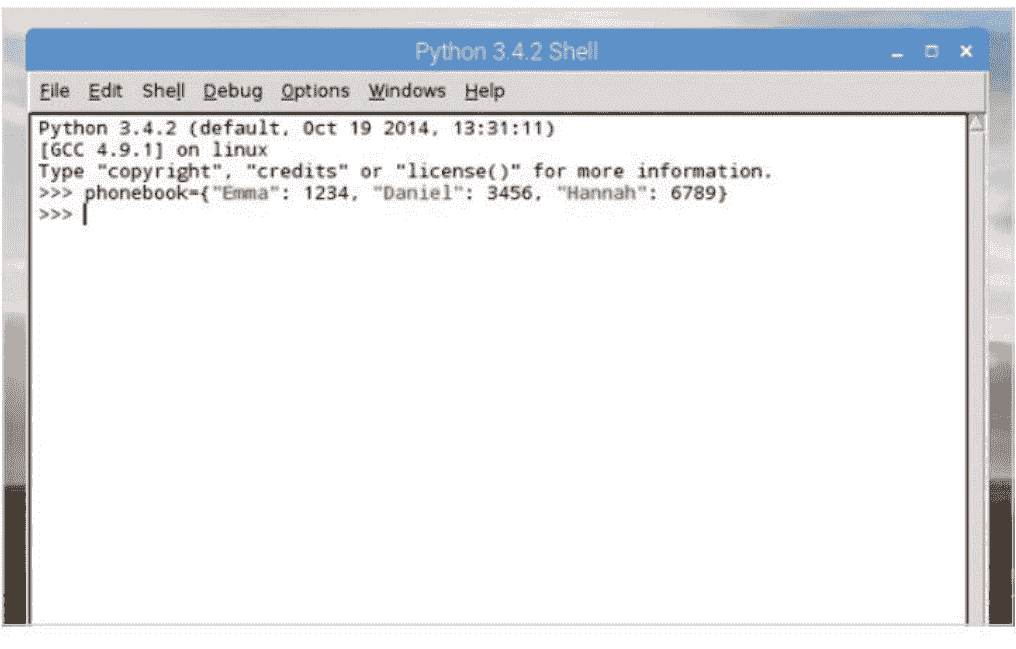 Python 3.4.2 Shell
File Edit Shell Debug Options Windows Help
Python 3.4.2 (default, Oct 19 2014, 13:31:11)
[GCC 4.9.1] on linux
Type "copyright", "credits" or "license()" for more information.
>>> phonebook={"Emma": 1234, "Daniel": 3456, "Hannah": 6789}
>>>